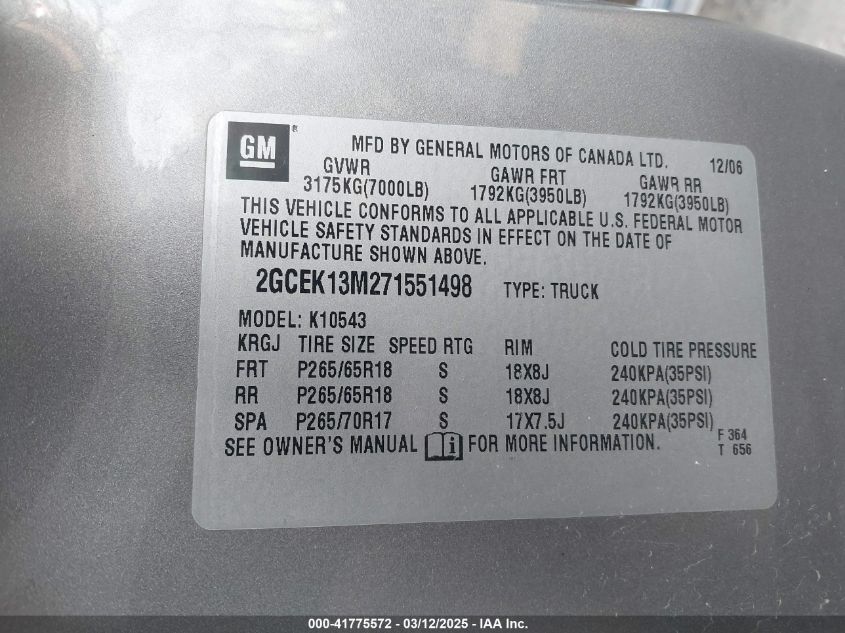 GM®
MFD BY GENERAL MOTORS OF CANADA LTD. 12/06
GVWR GAWR FRT GAWR RR
3175KG(7000LB) 1792KG(3950LB) 1792KG(3950LB)
THIS VEHICLE CONFORMS TO ALL APPLICABLE U.S. FEDERAL MOTOR
VEHICLE SAFETY STANDARDS IN EFFECT ON THE DATE OF
MANUFACTURE SHOWN ABOVE.
2GCEK13M271551498 TYPE: TRUCK
MODEL: K10543
KRGJ TIRE SIZE SPEED RTG RIM COLD TIRE PRESSURE
FRT P265/65R18 S 18X8J 240KPA(35PSI)
RR P265/65R18 S 18X8J 240KPA(35PSI)
SPA P265/70R17 S 17X7.5J 240KPA(35PSI)
SEE OWNER'S MANUAL i FOR MORE INFORMATION.
F 364
T 656
000-41775572 / 03/12/2025 / IAA Inc.